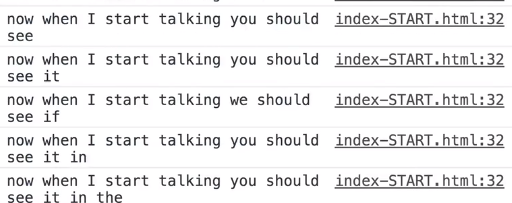 now when I start talking you should index-START.html:32
see
now when I start talking you should index-START.html:32
see it
now when I start talking we should index-START.html:32
see if
now when I start talking you should index-START.html:32
see it in
now when I start talking you should index-START.html:32
see it in the